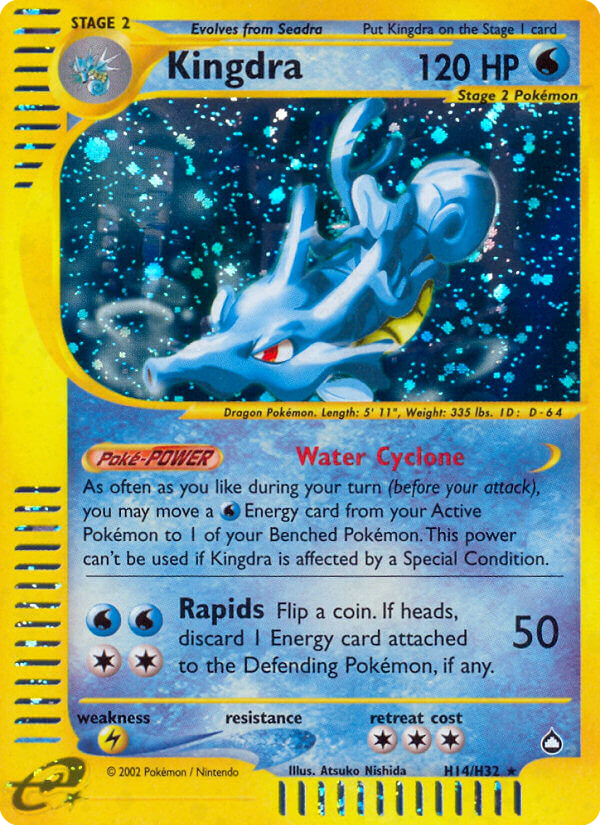 STAGE 2
Evolves from Seadra
Put Kingdra on the Stage 1 card
Kingdra
120 HP
Stage 2 Pokémon
Dragon Pokémon. Length: 5' 11", Weight: 335 lbs. ID: D-64
Poké-POWER
Water Cyclone
As often as you like during your turn (before your attack),
you may move a Energy card from your Active
Pokémon to 1 of your Benched Pokémon. This power
can't be used if Kingdra is affected by a Special Condition.
Rapids Flip a coin. If heads,
discard 1 Energy card attached
to the Defending Pokémon, if any.
50
weakness
resistance
retreat cost
© 2002 Pokémon / Nintendo
Illus. Atsuko Nishida
H14/H32 ★
e